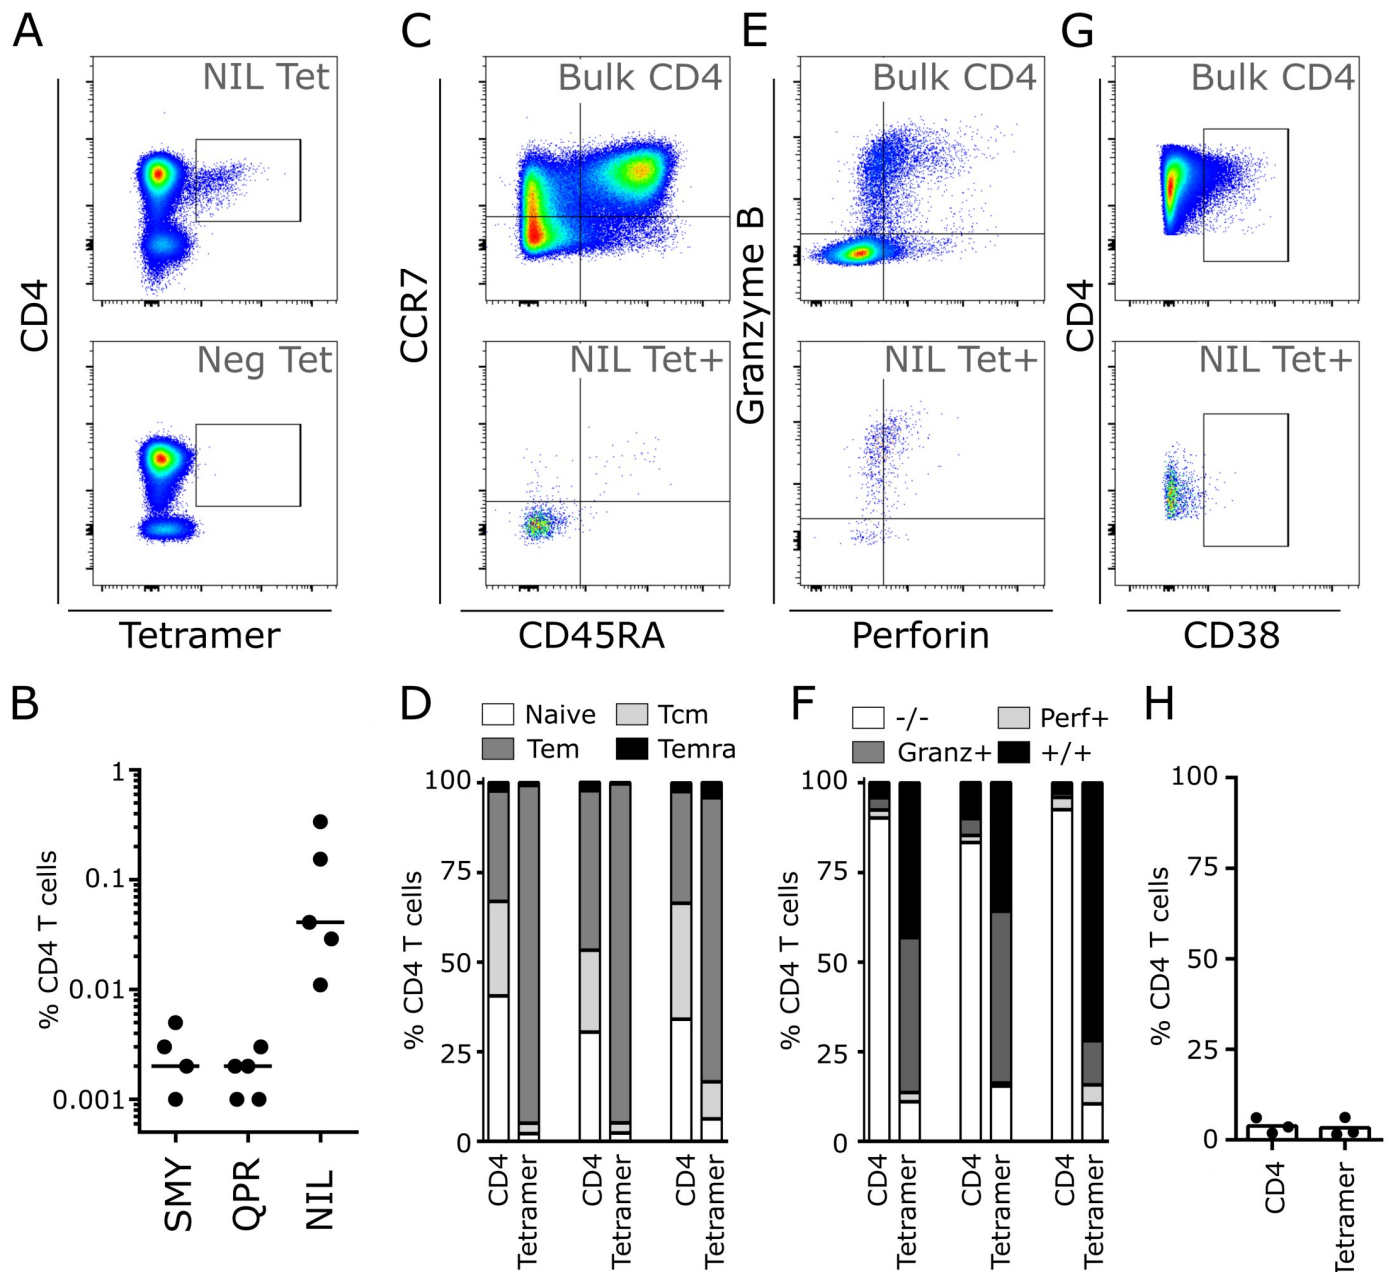 A
NIL Tet
Neg Tet
CD4
Tetramer
C
Bulk CD4
NIL Tet+
CCR7
CD45RA
E
Bulk CD4
NIL Tet+
Granzyme B
Perforin
G
Bulk CD4
NIL Tet+
CD4
CD38
B
1
0.1
0.01
0.001
% CD4 T cells
SMY
QPR
NIL
D
Naive
Tcm
Tem
Temra
100
75
50
25
0
% CD4 T cells
CD4
Tetramer
CD4
Tetramer
CD4
Tetramer
F
-/-
Perf+
Granz+
+/+
100
75
50
25
0
% CD4 T cells
CD4
Tetramer
CD4
Tetramer
CD4
Tetramer
H
100
75
50
25
0
% CD4 T cells
CD4
Tetramer